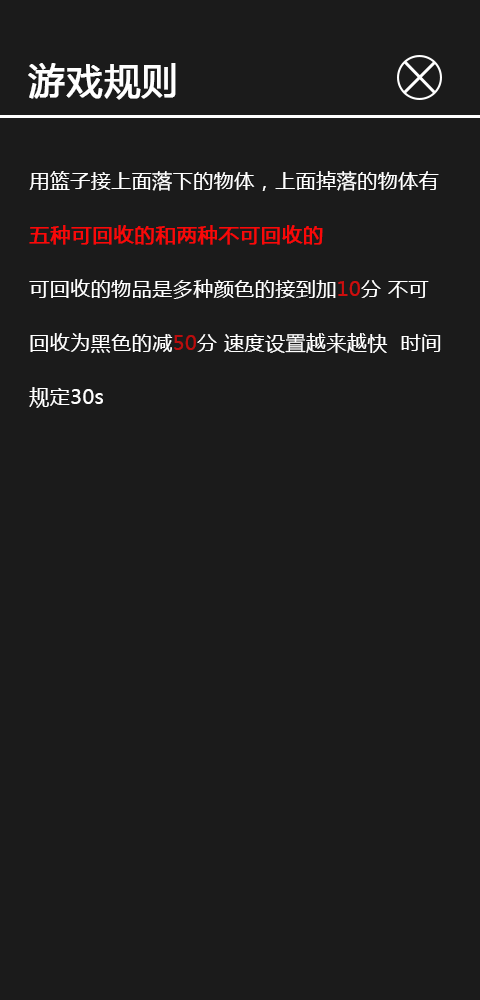 游戏规则
用篮子接上面落下的物体，上面掉落的物体有
五种可回收的和两种不可回收的
可回收的物品是多种颜色的接到加10分 不可
回收为黑色的减50分 速度设置越来越快 时间
规定30s